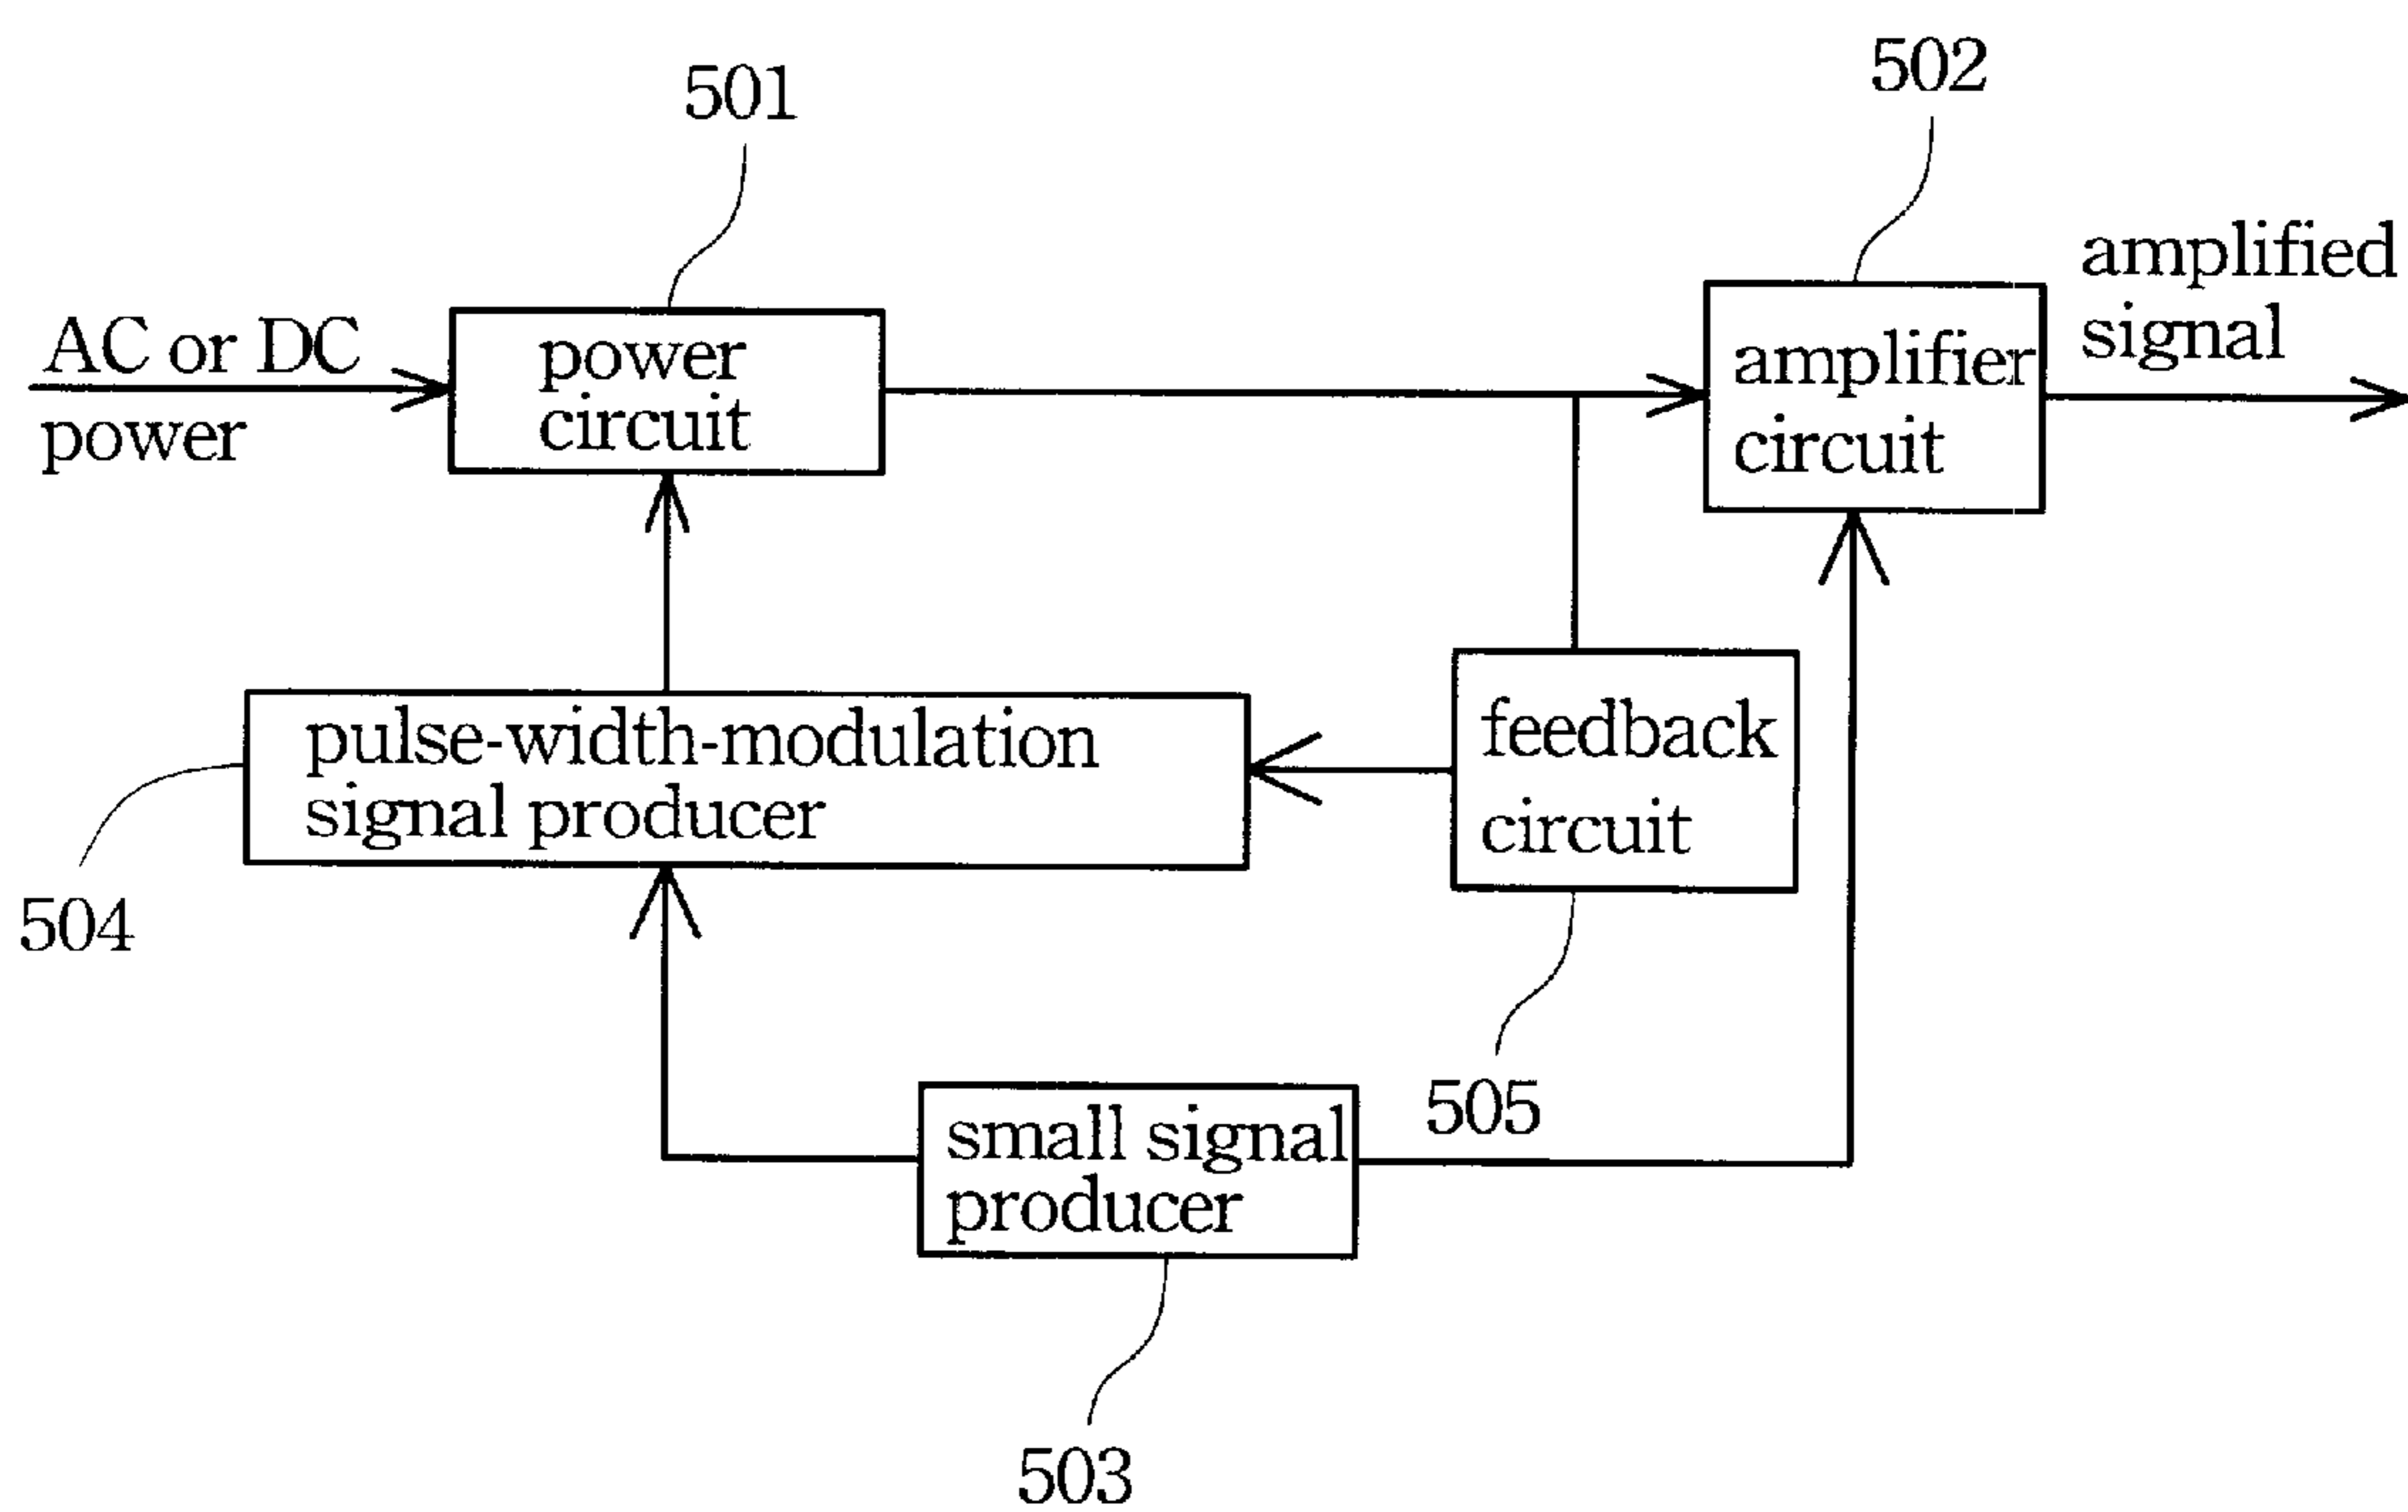 501
502
AC or DC
power
power
circuit
amplifier
circuit
amplified
signal
pulse-width-modulation
signal producer
feedback
circuit
504
505
small signal
producer
503